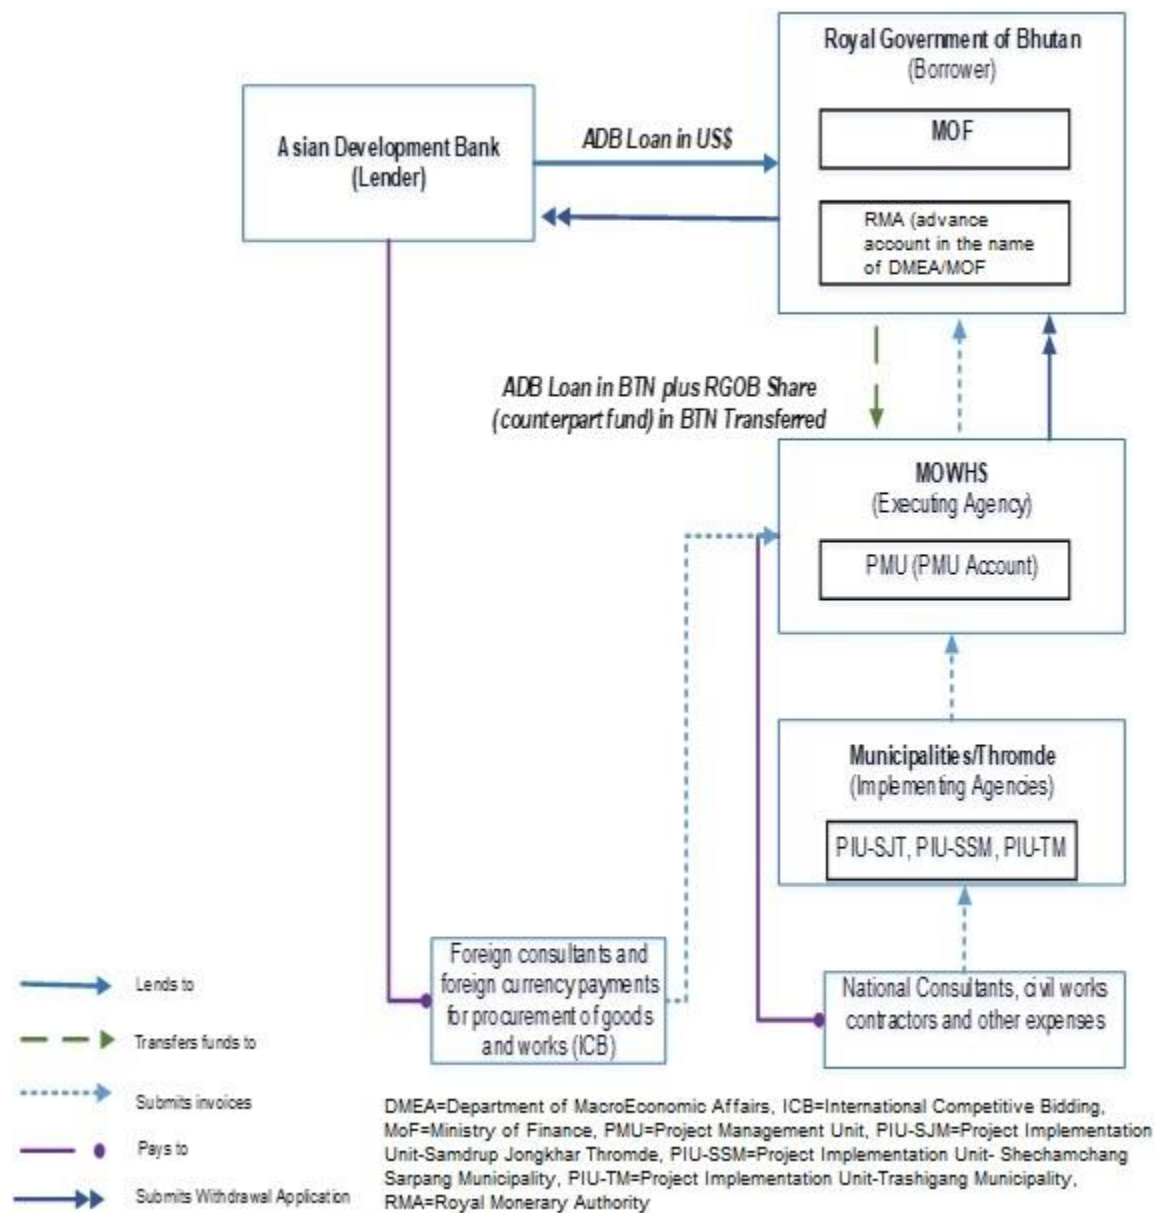 Royal Government of Bhutan
(Borrower)
MOF
RMA (advance
account in the name
of DMEA/MOF
Asian Development Bank
(Lender)
ADB Loan in US$
ADB Loan in BTN plus RGOB Share
(counterpart fund) in BTN Transferred
MOWHS
(Executing Agency)
PMU (PMU Account)
Municipalities/Thromde
(Implementing Agencies)
PIU-SJT, PIU-SSM, PIU-TM
Foreign consultants and
foreign currency payments
for procurement of goods
and works (ICB)
National Consultants, civil works
contractors and other expenses
Lends to
Transfers funds to
Submits invoices
Pays to
Submits Withdrawal Application
DMEA=Department of MacroEconomic Affairs, ICB=International Competitive Bidding,
MoF=Ministry of Finance, PMU=Project Management Unit, PIU-SJM=Project Implementation
Unit-Samdrup Jongkhar Thromde, PIU-SSM=Project Implementation Unit- Shechamchang
Sarpang Municipality, PIU-TM=Project Implementation Unit-Trashigang Municipality,
RMA=Royal Monerary Authority